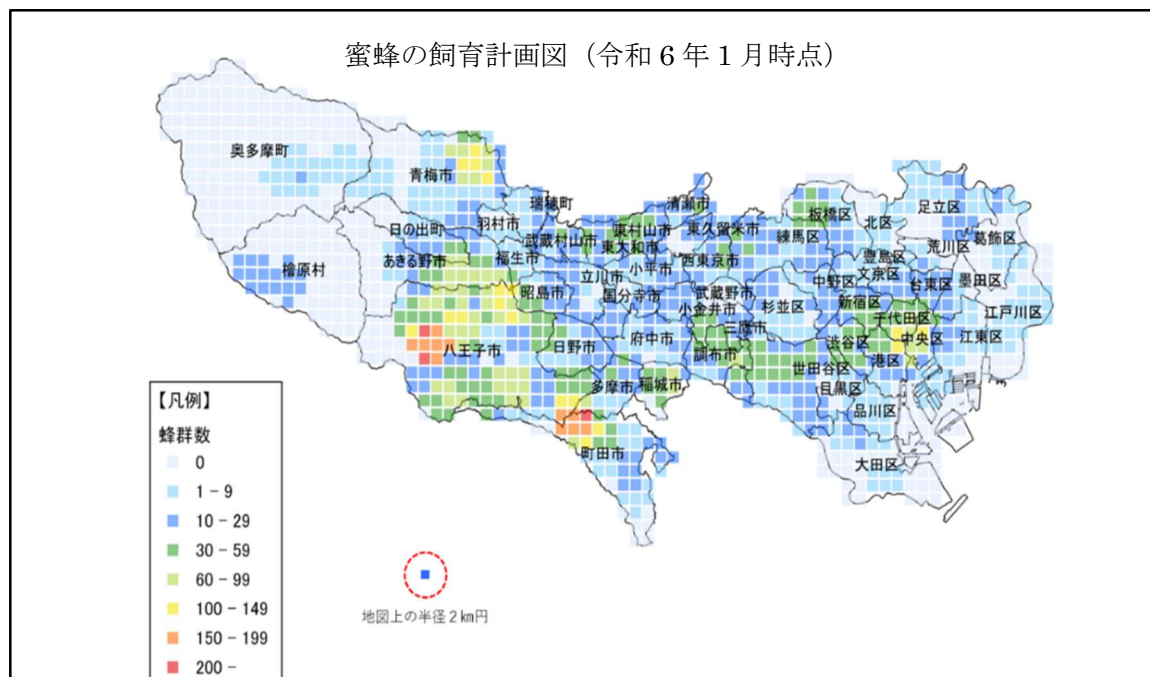 蜜蜂の飼育計画図（令和６年１月時点）
奥多摩町
青梅市
瑞穂町
清瀬市
板橋区
足立区
羽村市
日の出町
武蔵村山市
東村山市
東久留米市
練馬区
北区
葛飾区
荒川区
東大和市
あきる野市
福生市
檜原村
立川市
小平市
西東京市
豊島区
中野区
文京区
台東区
墨田区
昭島市
国分寺市
武蔵野市
小金井市
杉並区
新宿区
千代田区
江戸川区
三鷹市
府中市
渋谷区
中央区
江東区
八王子市
日野市
調布市
世田谷区
港区
多摩市
稲城市
目黒区
品川区
町田市
大田区
【凡例】
蜂群数
0
1 - 9
10 - 29
30 - 59
60 - 99
100 - 149
150 - 199
200 -
地図上の半径２㎞円